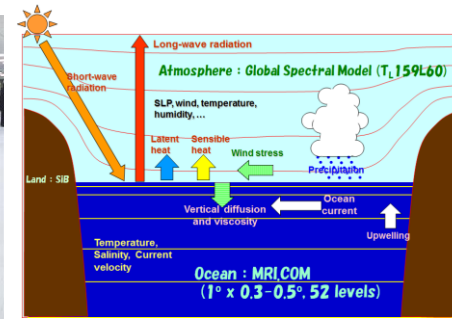 Long-wave radiation
Short-wave
radiation
Atmosphere : Global Spectral Model (TL159L60)
SLP, wind, temperature,
humidity, ...
Latent
heat
Sensible
heat
Wind stress
Precipitation
Land : SiB
Vertical diffusion
and viscosity
Ocean
current
Upwelling
Temperature,
Salinity, Current
velocity
Ocean : MRI.COM
(1° x 0.3-0.5°, 52 levels)